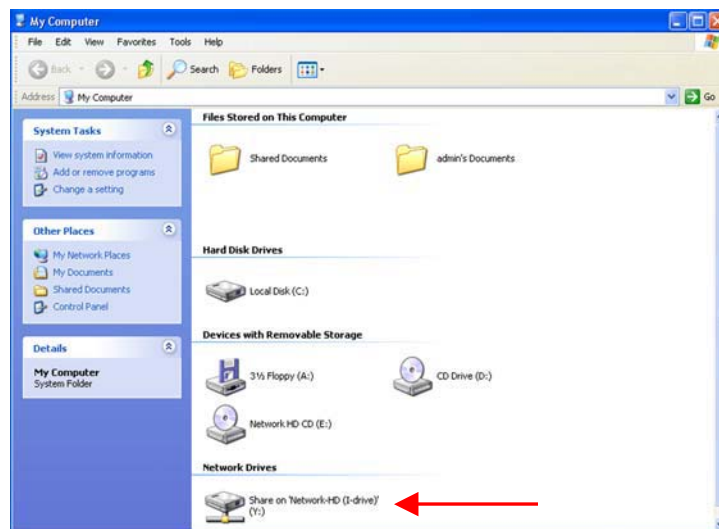 My Computer
File Edit View Favorites Tools Help
Back Search Folders
Address My Computer Go
System Tasks
View system information
Add or remove programs
Change a setting
Other Places
My Network Places
My Documents
Shared Documents
Control Panel
Details
My Computer
System Folder
Files Stored on This Computer
Shared Documents
admin's Documents
Hard Disk Drives
Local Disk (C:)
Devices with Removable Storage
3½ Floppy (A:)
CD Drive (D:)
Network HD CD (E:)
Network Drives
Share on 'Network-HD (I-drive)'
(Y:)